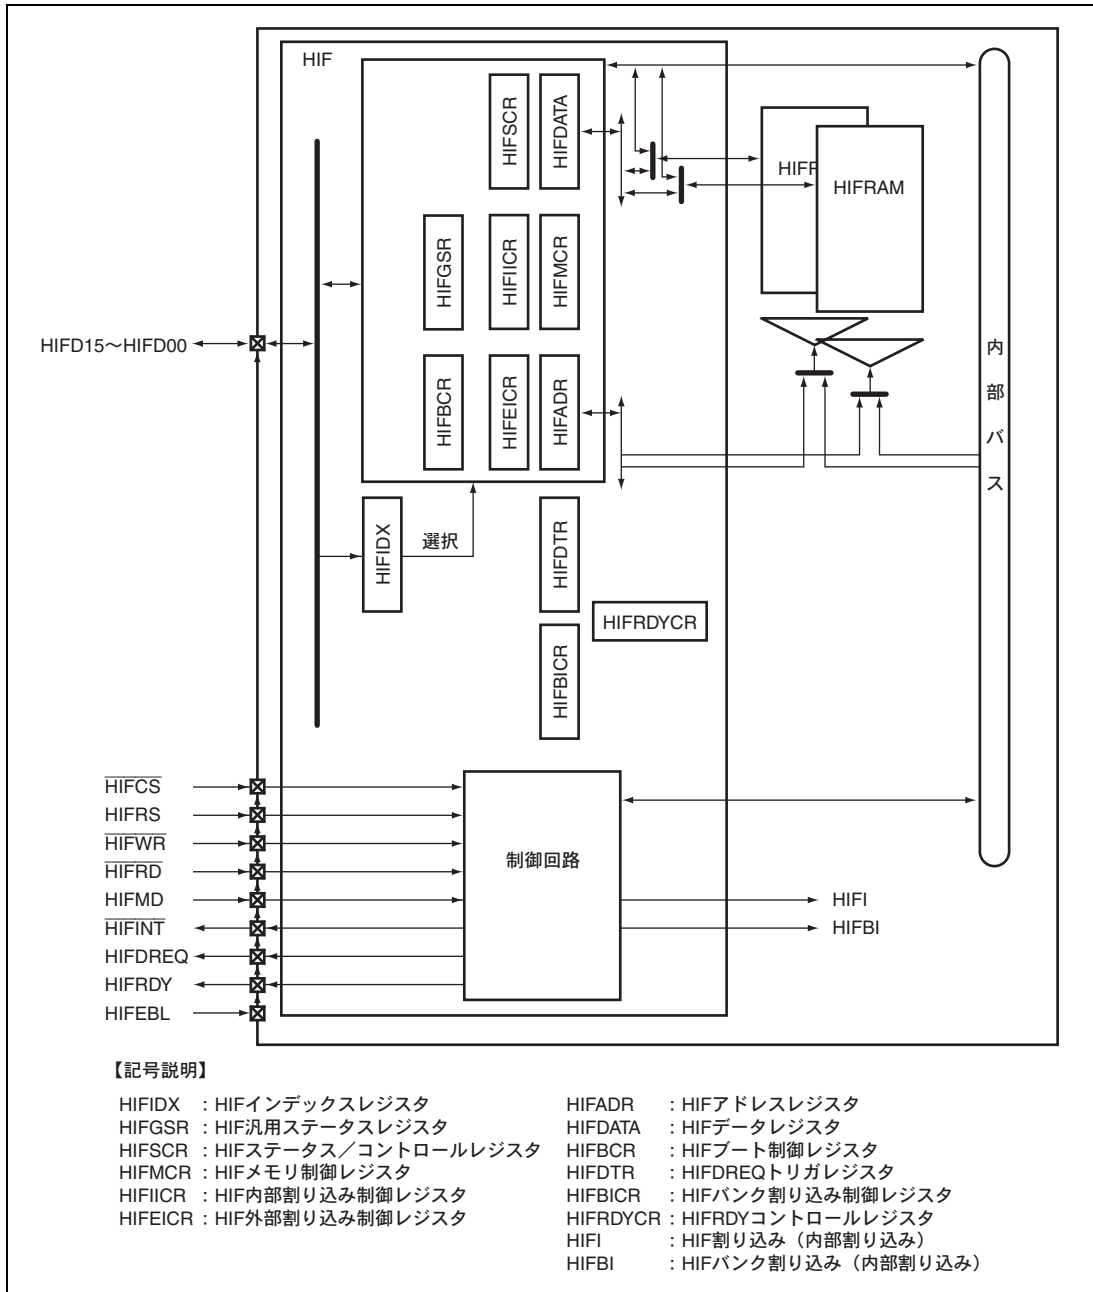 HIF
HIFSCR
HIFDATA
HIFGSR
HIFIICR
HIFMCR
HIFBCR
HIFEICR
HIFADR
HIFRAM
HIFD15～HIFD00
内部バス
HIFIDX
選択
HIFDTR
HIFRDYCR
HIFBICR
HIFCS
HIFRS
HIFWR
HIFRD
HIFMD
HIFINT
HIFDREQ
HIFRDY
HIFEBL
制御回路
HIFI
HIFBI
【記号説明】
HIFIDX ：HIFインデックスレジスタ
HIFGSR ：HIF汎用ステータスレジスタ
HIFSCR ：HIFステータス／コントロールレジスタ
HIFMCR ：HIFメモリ制御レジスタ
HIFIICR ：HIF内部割り込み制御レジスタ
HIFEICR ：HIF外部割り込み制御レジスタ
HIFADR ：HIFアドレスレジスタ
HIFDATA ：HIFデータレジスタ
HIFBCR ：HIFブート制御レジスタ
HIFDTR ：HIFDREQトリガレジスタ
HIFBICR ：HIFバンク割り込み制御レジスタ
HIFRDYCR ：HIFRDYコントロールレジスタ
HIFI ：HIF割り込み（内部割り込み）
HIFBI ：HIFバンク割り込み（内部割り込み）